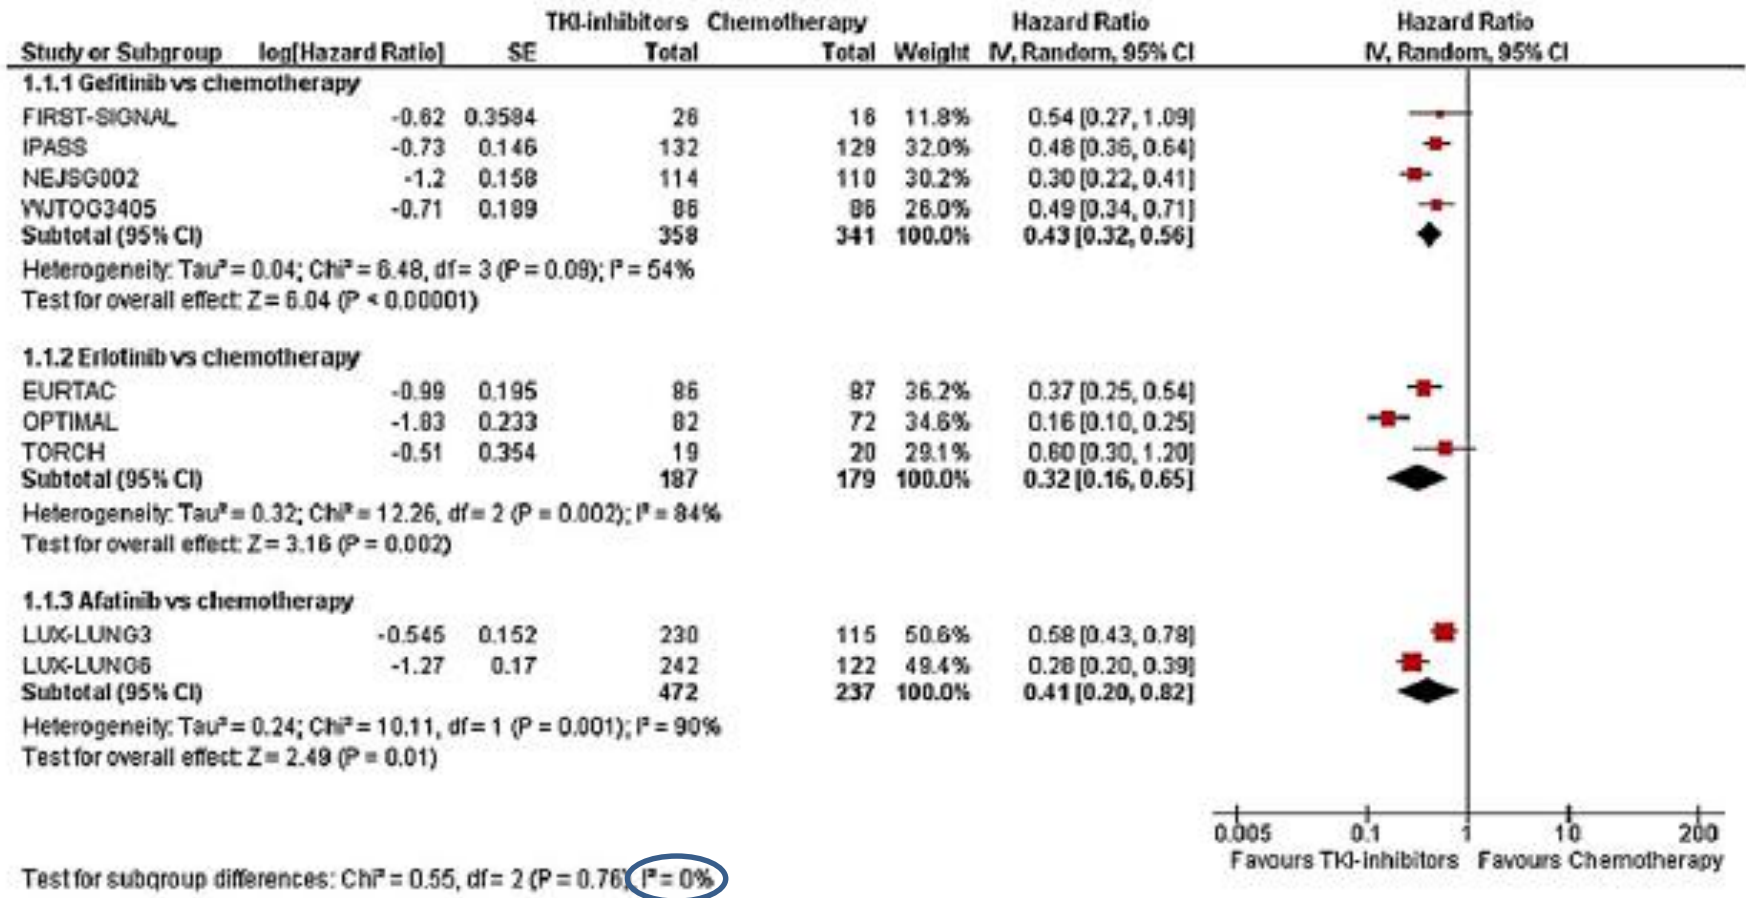 TKI-inhibitors Chemotherapy Hazard Ratio Hazard Ratio
Study or Subgroup log[Hazard Ratio] SE Total Total Weight IV, Random, 95% CI IV, Random, 95% CI
1.1.1 Gefitinib vs chemotherapy
FIRST-SIGNAL -0.62 0.3584 26 16 11.8% 0.54 [0.27, 1.09]
IPASS -0.73 0.146 132 129 32.0% 0.48 [0.36, 0.64]
NEJSG002 -1.2 0.158 114 110 30.2% 0.30 [0.22, 0.41]
WJTOG3405 -0.71 0.189 86 86 26.0% 0.49 [0.34, 0.71]
Subtotal (95% CI) 358 341 100.0% 0.43 [0.32, 0.56]
Heterogeneity: Tau² = 0.04; Chi² = 6.48, df = 3 (P = 0.09); I² = 54%
Test for overall effect: Z = 6.04 (P < 0.00001)
1.1.2 Erlotinib vs chemotherapy
EURTAC -0.99 0.195 86 87 36.2% 0.37 [0.25, 0.54]
OPTIMAL -1.83 0.233 82 72 34.6% 0.16 [0.10, 0.25]
TORCH -0.51 0.354 19 20 29.1% 0.60 [0.30, 1.20]
Subtotal (95% CI) 187 179 100.0% 0.32 [0.16, 0.65]
Heterogeneity: Tau² = 0.32; Chi² = 12.26, df = 2 (P = 0.002); I² = 84%
Test for overall effect: Z = 3.16 (P = 0.002)
1.1.3 Afatinib vs chemotherapy
LUX-LUNG3 -0.545 0.152 230 115 50.6% 0.58 [0.43, 0.78]
LUX-LUNG6 -1.27 0.17 242 122 49.4% 0.28 [0.20, 0.39]
Subtotal (95% CI) 472 237 100.0% 0.41 [0.20, 0.82]
Heterogeneity: Tau² = 0.24; Chi² = 10.11, df = 1 (P = 0.001); I² = 90%
Test for overall effect: Z = 2.49 (P = 0.01)
0.005 0.1 1 10 200
Favours TKI-inhibitors Favours Chemotherapy
Test for subgroup differences: Chi² = 0.55, df = 2 (P = 0.76), I² = 0%